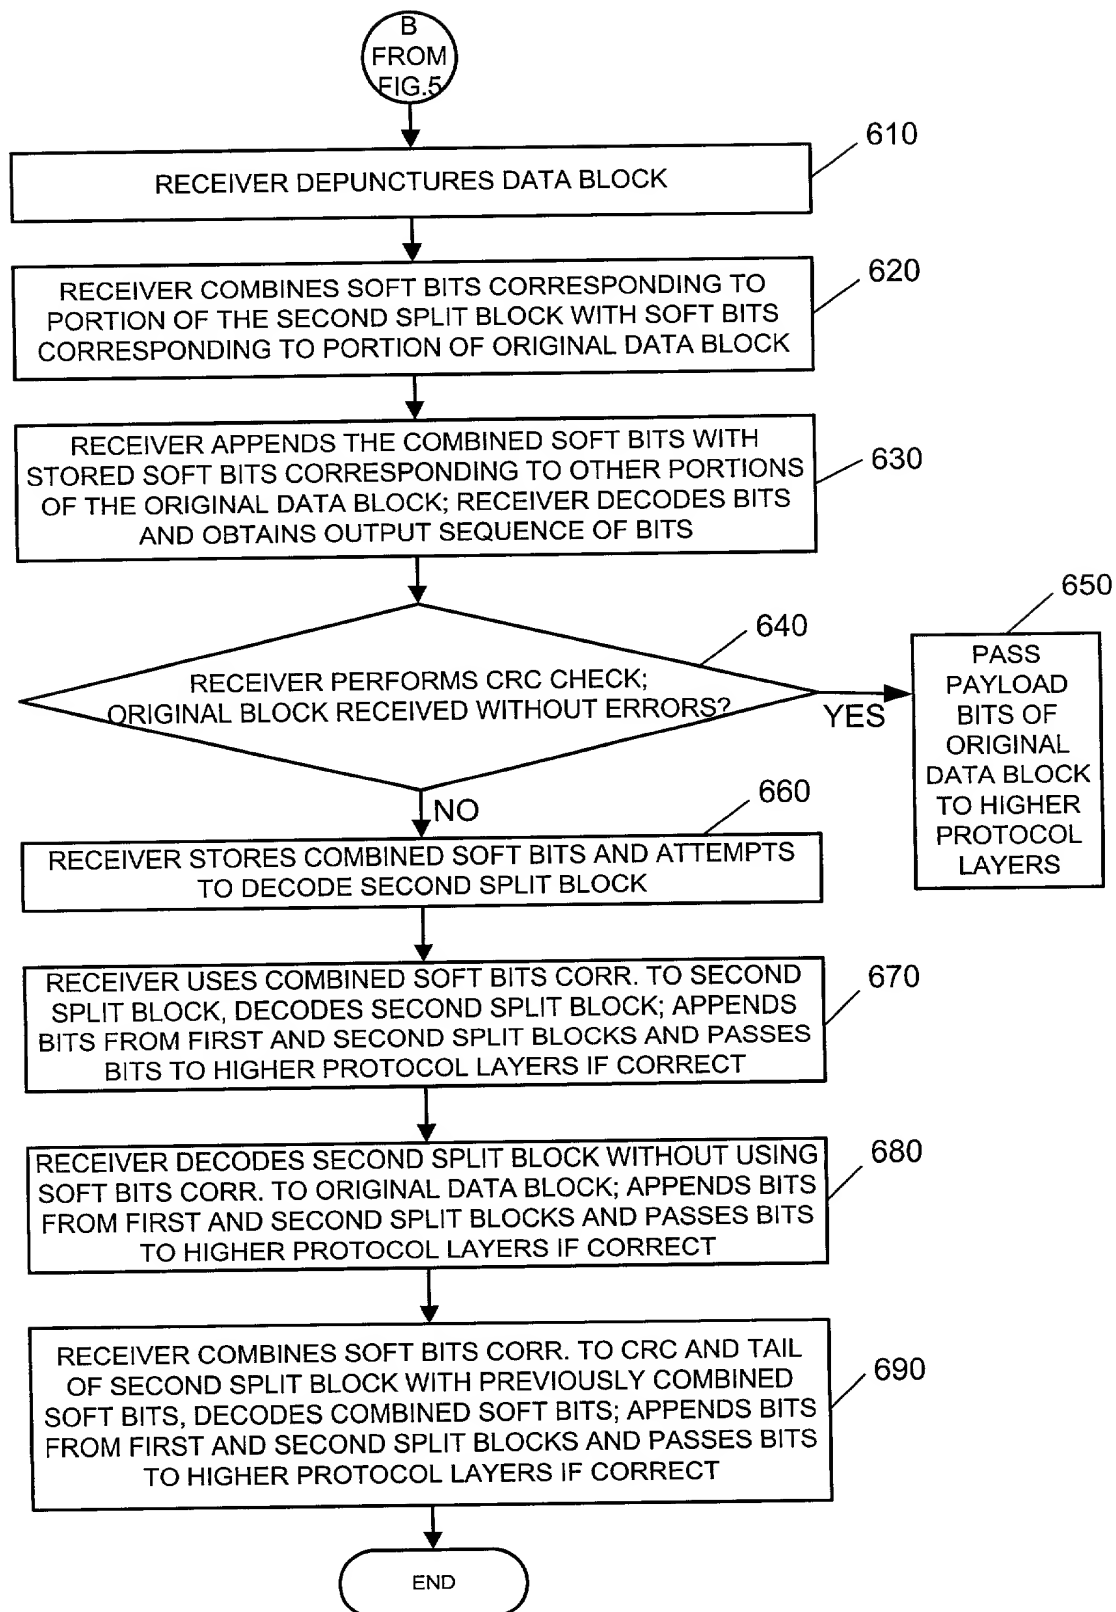 B
FROM
FIG.5
610
RECEIVER DEPUNCTURES DATA BLOCK
620
RECEIVER COMBINES SOFT BITS CORRESPONDING TO
PORTION OF THE SECOND SPLIT BLOCK WITH SOFT BITS
CORRESPONDING TO PORTION OF ORIGINAL DATA BLOCK
630
RECEIVER APPENDS THE COMBINED SOFT BITS WITH
STORED SOFT BITS CORRESPONDING TO OTHER PORTIONS
OF THE ORIGINAL DATA BLOCK; RECEIVER DECODES BITS
AND OBTAINS OUTPUT SEQUENCE OF BITS
640
RECEIVER PERFORMS CRC CHECK;
ORIGINAL BLOCK RECEIVED WITHOUT ERRORS?
YES
650
PASS
PAYLOAD
BITS OF
ORIGINAL
DATA BLOCK
TO HIGHER
PROTOCOL
LAYERS
NO
660
RECEIVER STORES COMBINED SOFT BITS AND ATTEMPTS
TO DECODE SECOND SPLIT BLOCK
670
RECEIVER USES COMBINED SOFT BITS CORR. TO SECOND
SPLIT BLOCK, DECODES SECOND SPLIT BLOCK; APPENDS
BITS FROM FIRST AND SECOND SPLIT BLOCKS AND PASSES
BITS TO HIGHER PROTOCOL LAYERS IF CORRECT
680
RECEIVER DECODES SECOND SPLIT BLOCK WITHOUT USING
SOFT BITS CORR. TO ORIGINAL DATA BLOCK; APPENDS BITS
FROM FIRST AND SECOND SPLIT BLOCKS AND PASSES BITS
TO HIGHER PROTOCOL LAYERS IF CORRECT
690
RECEIVER COMBINES SOFT BITS CORR. TO CRC AND TAIL
OF SECOND SPLIT BLOCK WITH PREVIOUSLY COMBINED
SOFT BITS, DECODES COMBINED SOFT BITS; APPENDS BITS
FROM FIRST AND SECOND SPLIT BLOCKS AND PASSES BITS
TO HIGHER PROTOCOL LAYERS IF CORRECT
END